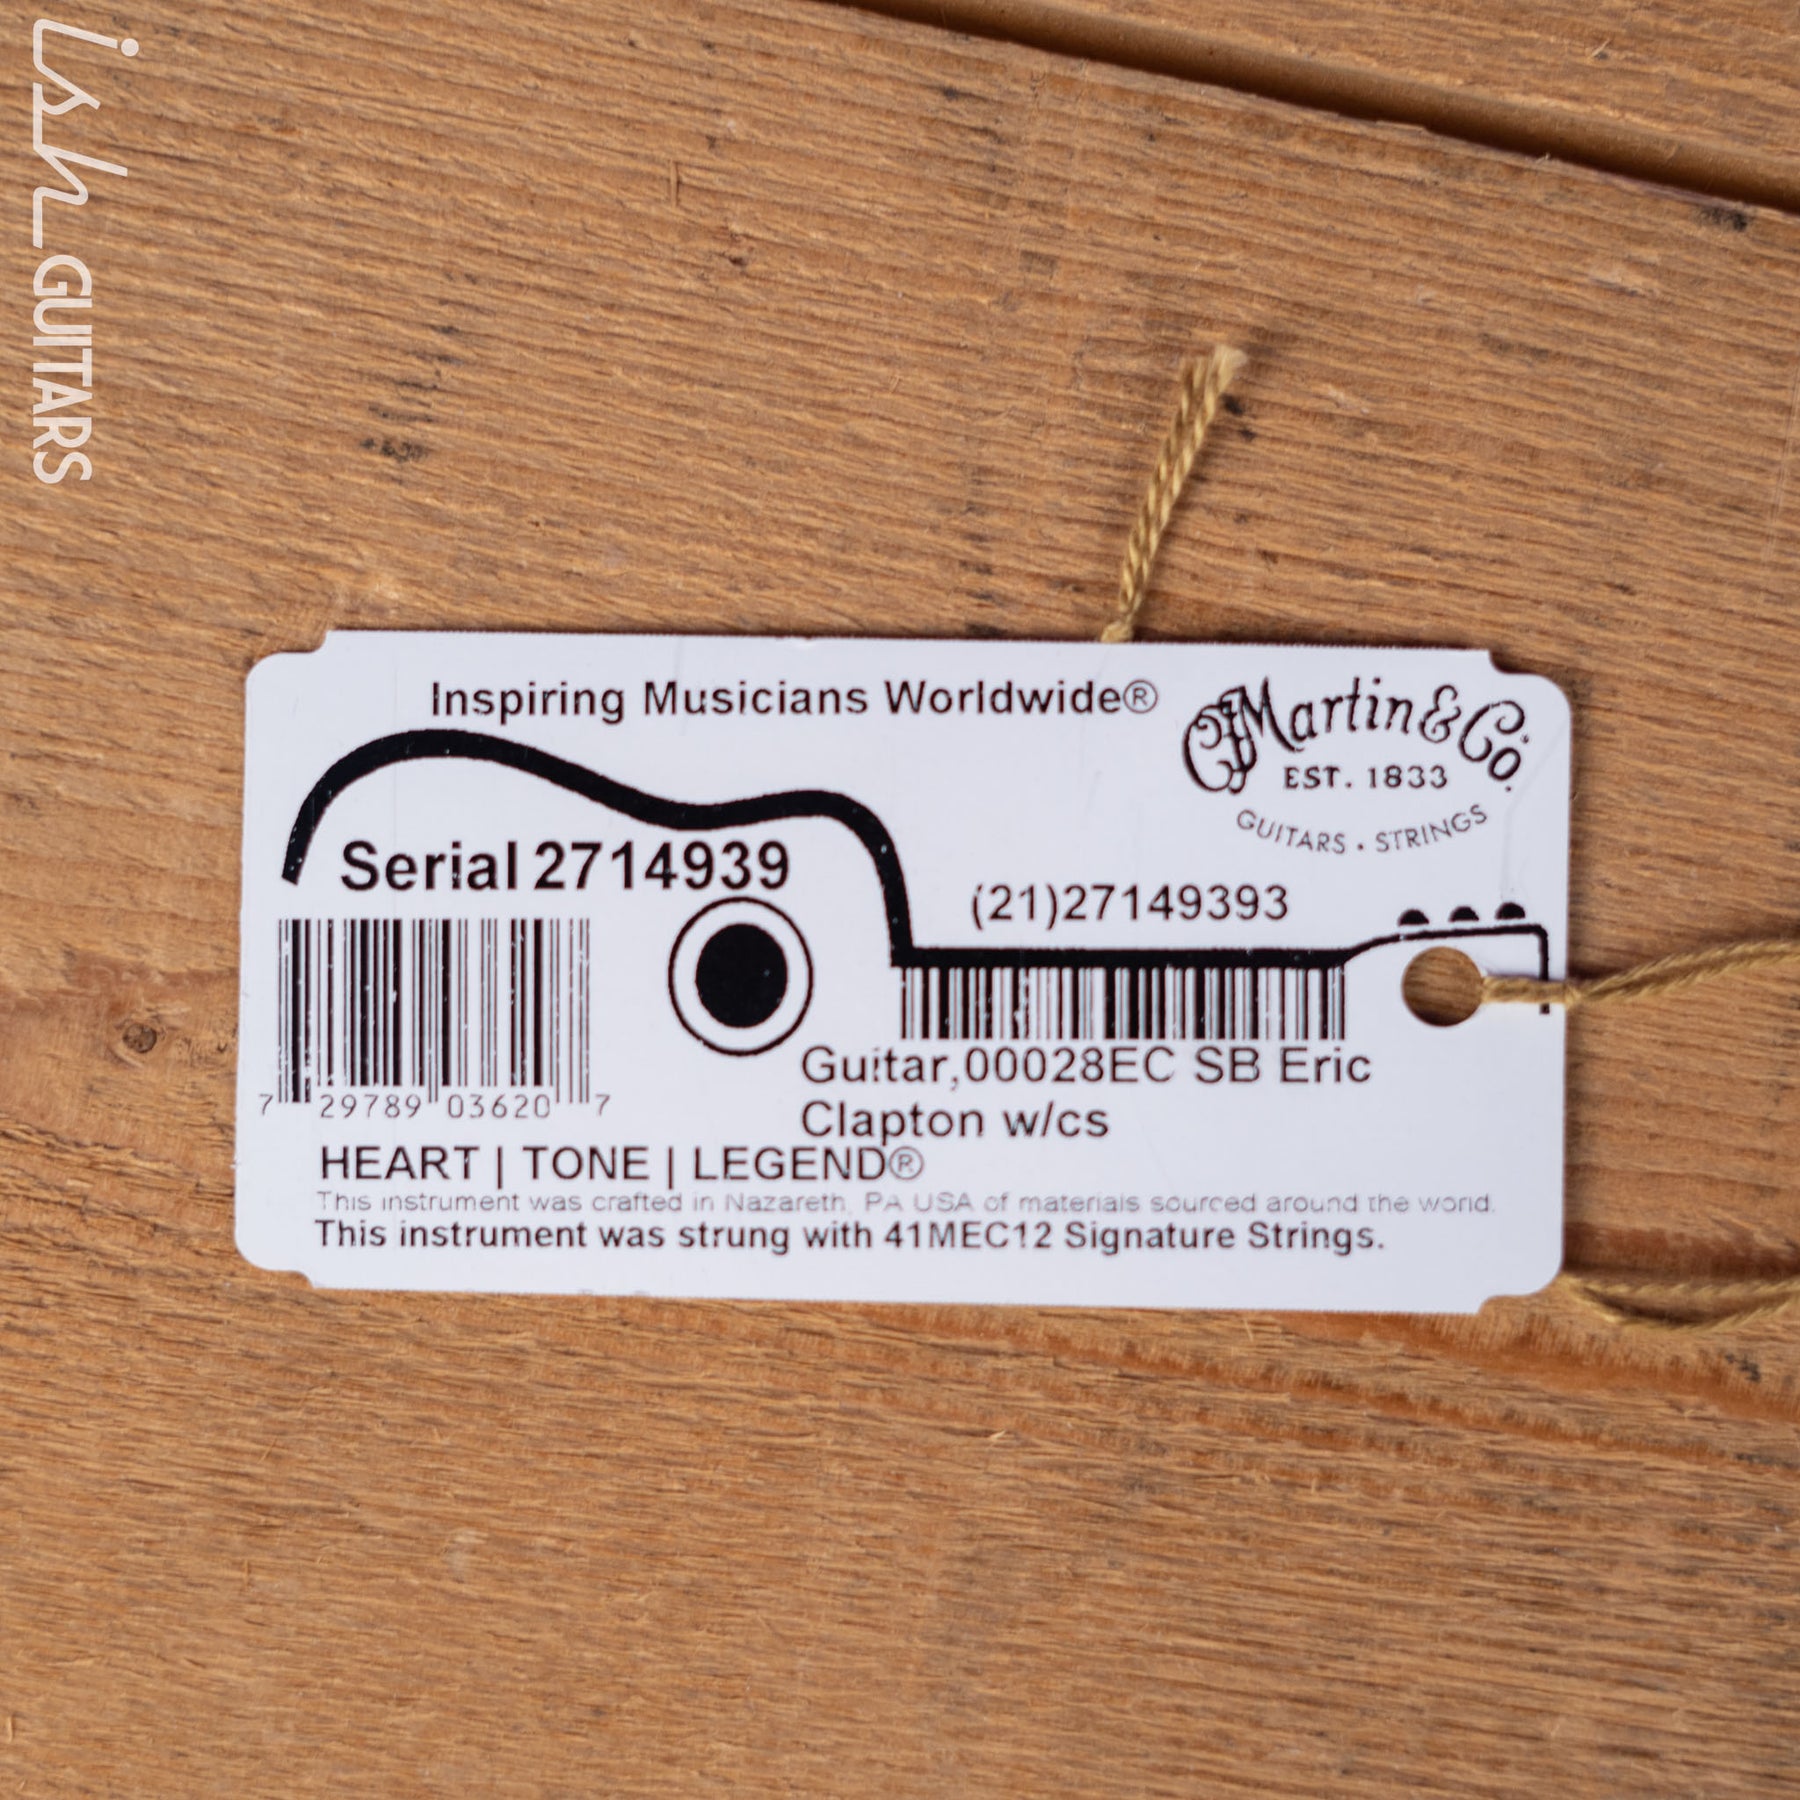 ish GUITARS
Inspiring Musicians Worldwide®
CFMartin & Co.
EST. 1833
GUITARS • STRINGS
Serial 2714939
(21)27149393
Guitar,00028EC SB Eric
Clapton w/cs
7 29789 03620 7
HEART | TONE | LEGEND®
This instrument was crafted in Nazareth, PA USA of materials sourced around the world.
This instrument was strung with 41MEC12 Signature Strings.